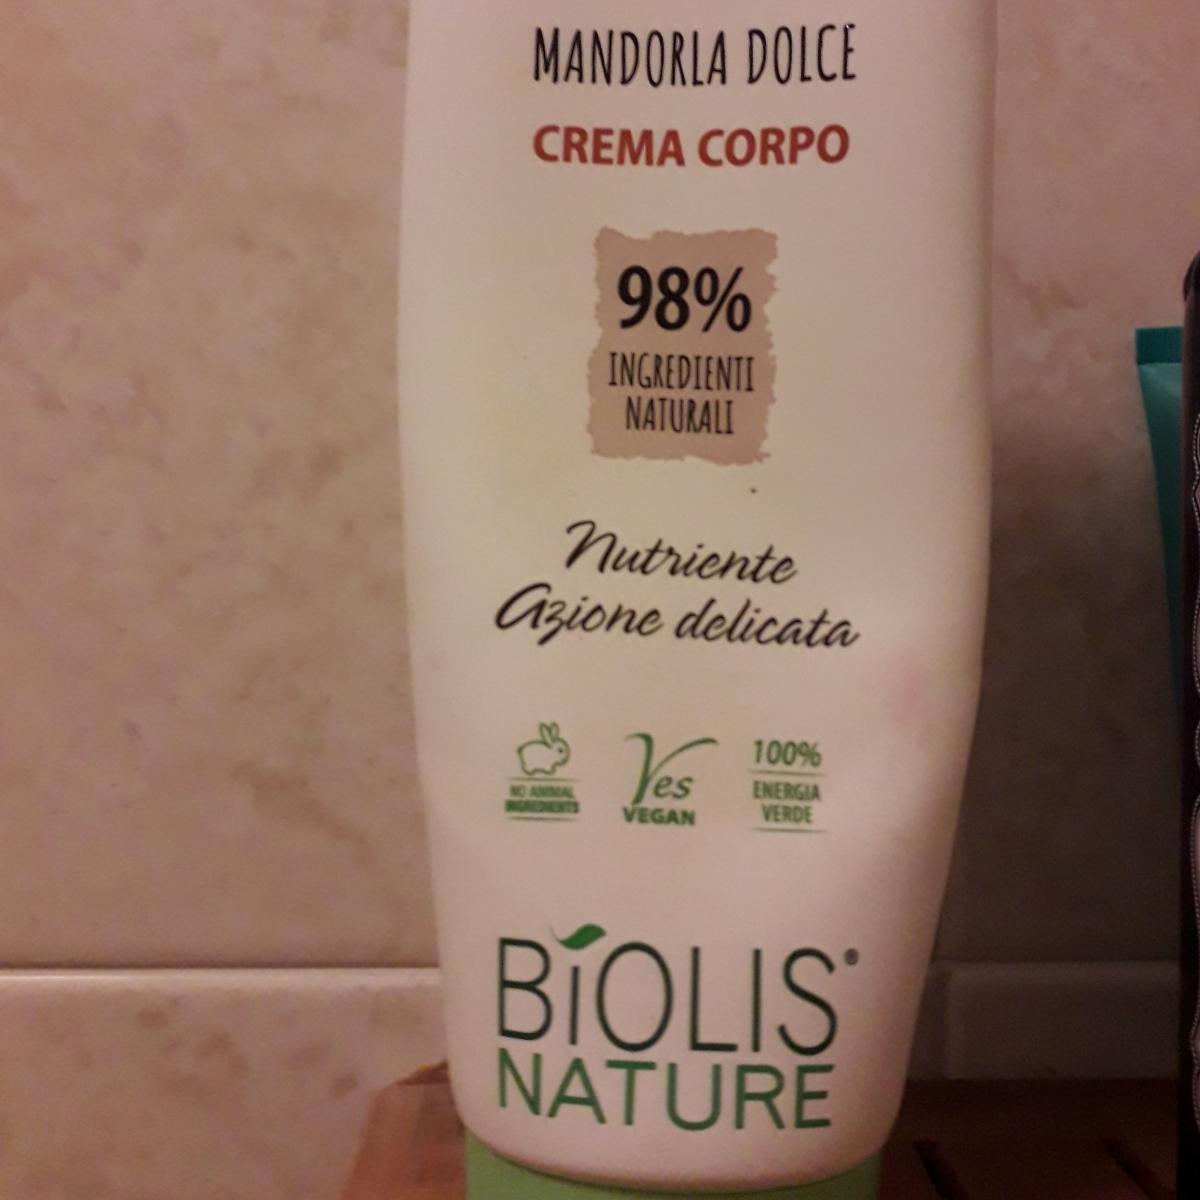 MANDORLA DOLCE
CREMA CORPO
98%
INGREDIENTI
NATURALI
Nutriente
Azione delicata
NO ANIMAL
INGREDIENTS
Yes
VEGAN
100%
ENERGIA
VERDE
BiOLIS®
NATURE